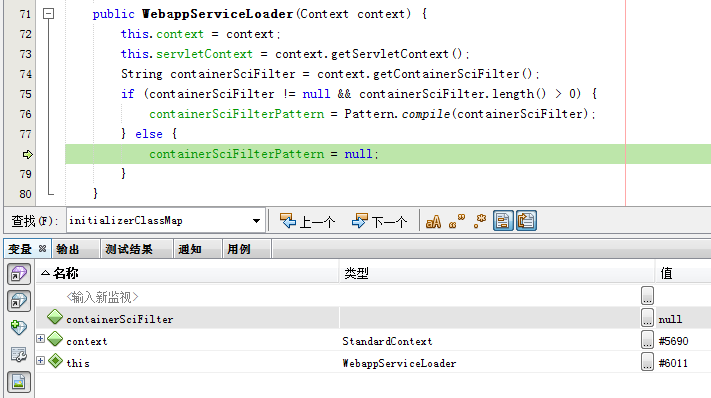 71 public WebappServiceLoader(Context context) {
72 this.context = context;
73 this.servletContext = context.getServletContext();
74 String containerSciFilter = context.getContainerSciFilter();
75 if (containerSciFilter != null && containerSciFilter.length() > 0) {
76 containerSciFilterPattern = Pattern.compile(containerSciFilter);
77 } else {
containerSciFilterPattern = null;
79 }
80 }
查找(F): initializerClassMap 上一个 下一个 aA “” .*
变量 输出 测试结果 通知 用例
名称 类型 值
<输入新监视> ...
containerSciFilter ... null
context StandardContext ... #5690
this WebappServiceLoader ... #6011